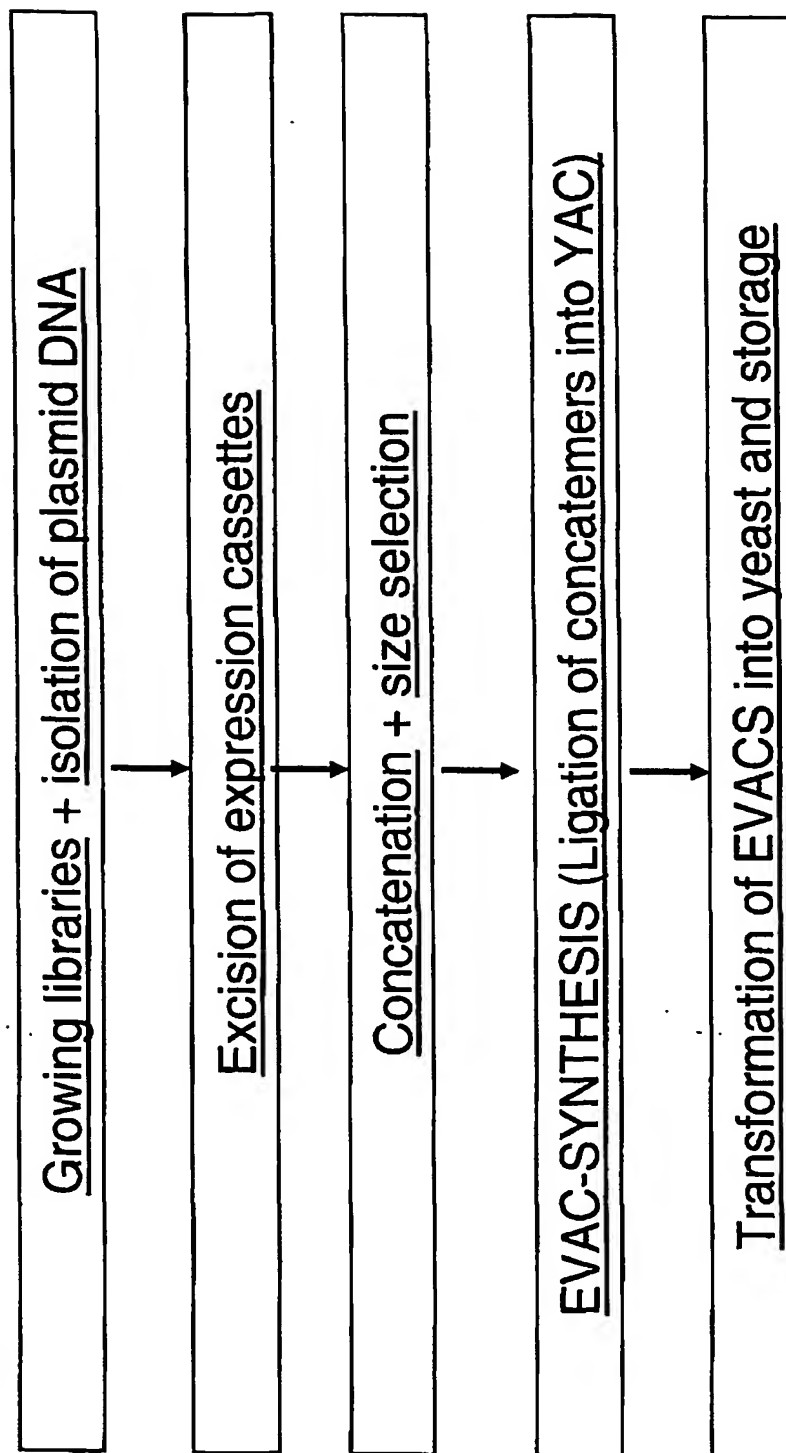 Growing libraries + isolation of plasmid DNA
Excision of expression cassettes
Concatenation + size selection
EVAC-SYNTHESIS (Ligation of concatemers into YAC)
Transformation of EVACS into yeast and storage